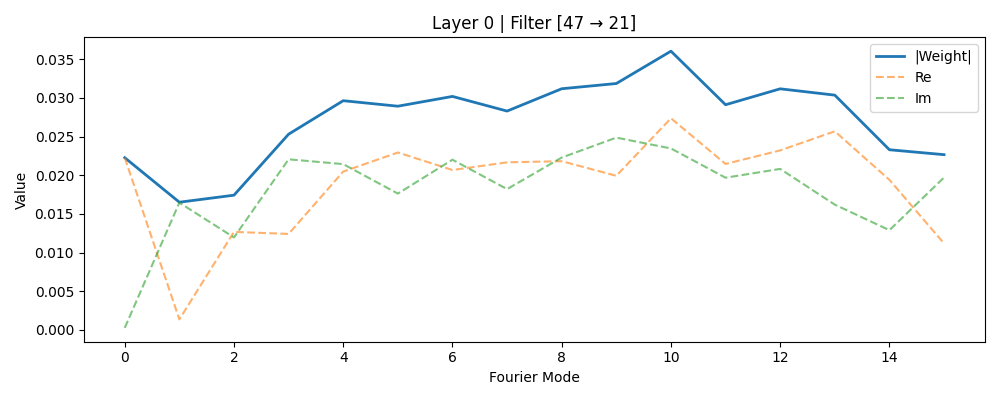 Layer 0 | Filter [47 → 21]
|Weight|
Re
Im
Value
0.035
0.030
0.025
0.020
0.015
0.010
0.005
0.000
0 2 4 6 8 10 12 14
Fourier Mode